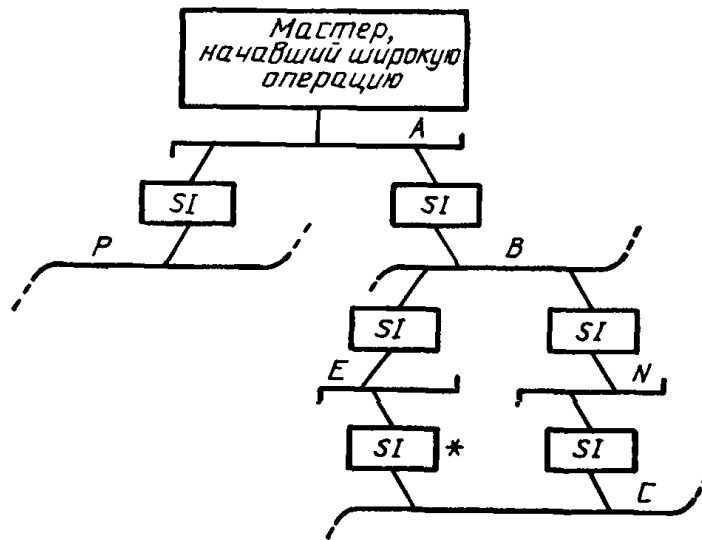 Мастер,
начавший широкую
операцию
A
SI
SI
P
B
SI
SI
E
N
SI *
SI
C